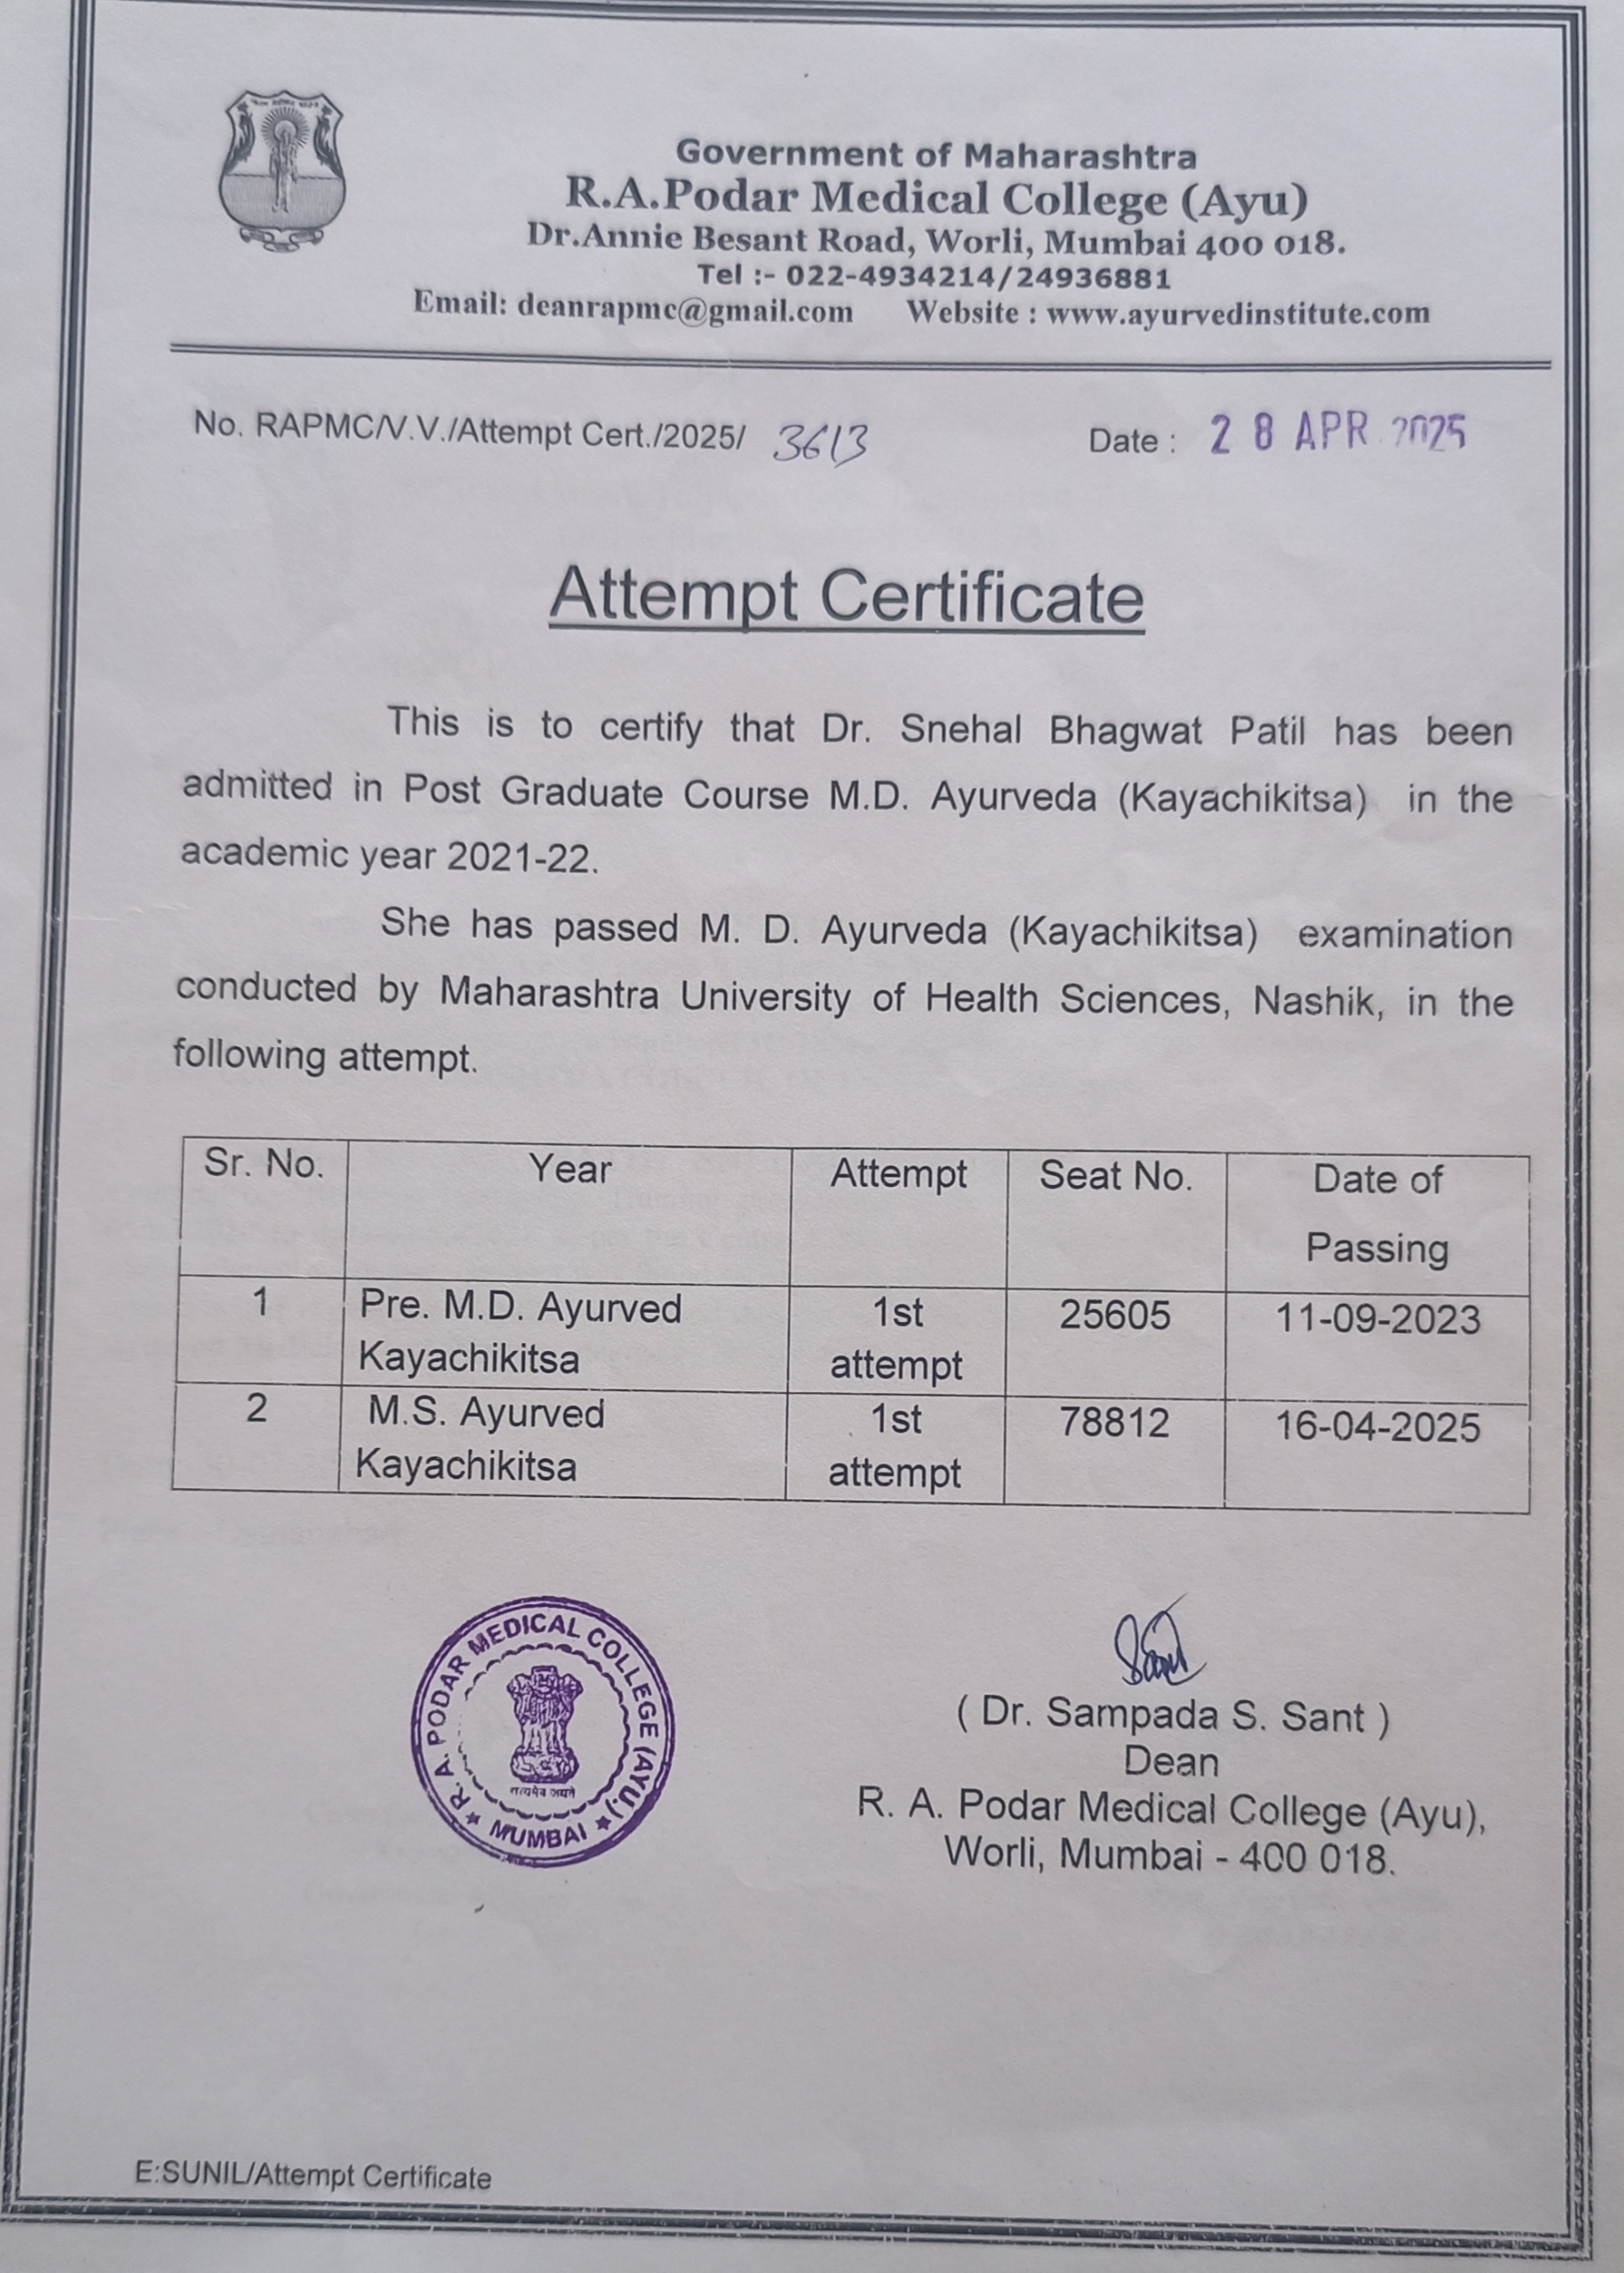 Government of Maharashtra
R.A.Podar Medical College (Ayu)
Dr.Annie Besant Road, Worli, Mumbai 400 018.
Tel :- 022-4934214/24936881
Email: deanrapmc@gmail.com Website : www.ayurvedinstitute.com
No. RAPMC/V.V./Attempt Cert./2025/ 3613 Date : 28 APR 2025
Attempt Certificate
This is to certify that Dr. Snehal Bhagwat Patil has been
admitted in Post Graduate Course M.D. Ayurveda (Kayachikitsa) in the
academic year 2021-22.
She has passed M. D. Ayurveda (Kayachikitsa) examination
conducted by Maharashtra University of Health Sciences, Nashik, in the
following attempt.
Sr. No. Year Attempt Seat No. Date of
Passing
1 Pre. M.D. Ayurved 1st 25605 11-09-2023
Kayachikitsa attempt
2 M.S. Ayurved 1st 78812 16-04-2025
Kayachikitsa attempt
R. A. PODAR MEDICAL COLLEGE (AYU.)
सत्यमेव जयते
★ MUMBAI ★
( Dr. Sampada S. Sant )
Dean
R. A. Podar Medical College (Ayu),
Worli, Mumbai - 400 018.
E:SUNIL/Attempt Certificate